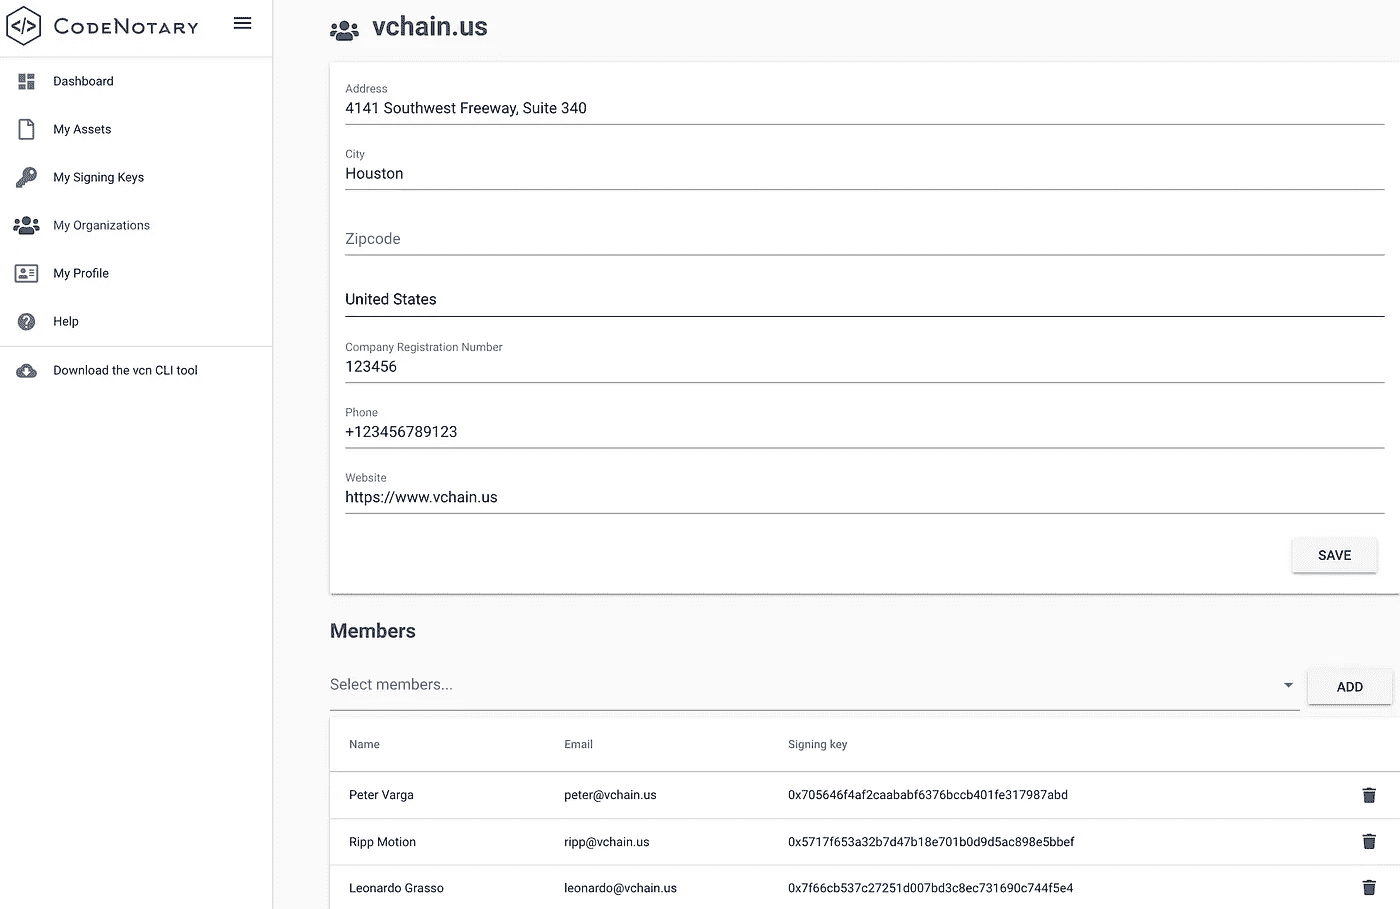 CODENOTARY
Dashboard
My Assets
My Signing Keys
My Organizations
My Profile
Help
Download the vcn CLI tool
vchain.us
Address
4141 Southwest Freeway, Suite 340
City
Houston
Zipcode
United States
Company Registration Number
123456
Phone
+123456789123
Website
https://www.vchain.us
SAVE
Members
Select members...
ADD
Name Email Signing key
Peter Varga peter@vchain.us 0x705646f4af2caababf6376bccb401fe317987abd
Ripp Motion ripp@vchain.us 0x5717f653a32b7d47b18e701b0d9d5ac898e5bbef
Leonardo Grasso leonardo@vchain.us 0x7f66cb537c27251d007bd3c8ec731690c744f5e4